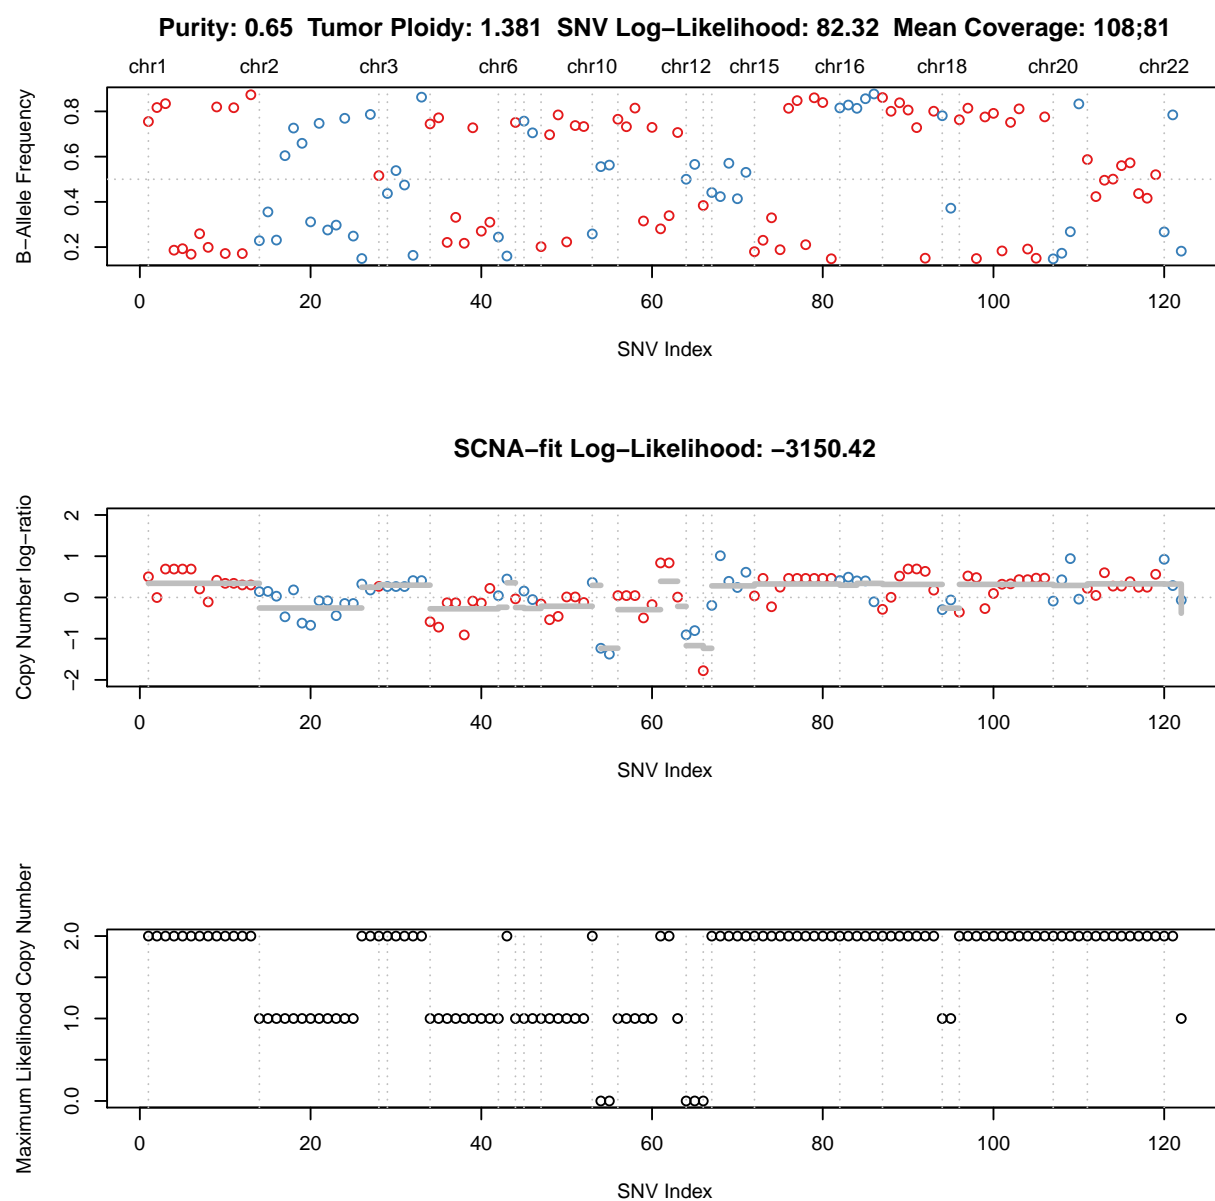 Purity: 0.65 Tumor Ploidy: 1.381 SNV Log−Likelihood: 82.32 Mean Coverage: 108;81
chr1 chr2 chr3 chr6 chr10 chr12 chr15 chr16 chr18 chr20 chr22
B−Allele Frequency
0.8
0.6
0.4
0.2
0 20 40 60 80 100 120
SNV Index
SCNA−fit Log−Likelihood: −3150.42
Copy Number log−ratio
2
1
0
−1
−2
0 20 40 60 80 100 120
SNV Index
Maximum Likelihood Copy Number
2.0
1.0
0.0
0 20 40 60 80 100 120
SNV Index